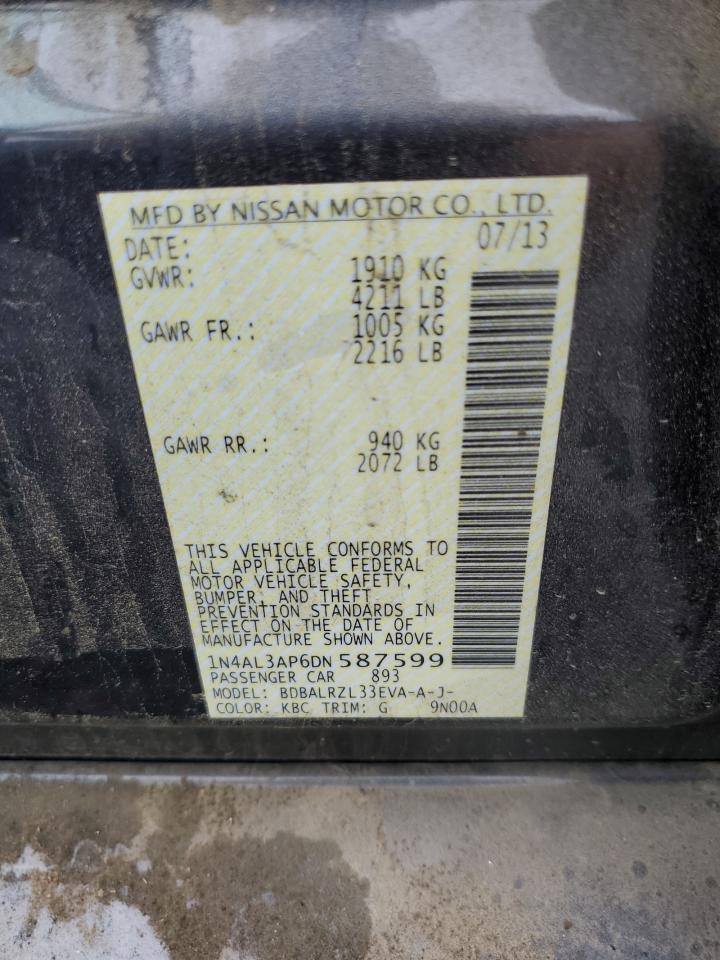 MFD BY NISSAN MOTOR CO., LTD.
DATE: 07/13
GVWR: 1910 KG
4211 LB
GAWR FR.: 1005 KG
2216 LB
GAWR RR.: 940 KG
2072 LB
THIS VEHICLE CONFORMS TO
ALL APPLICABLE FEDERAL
MOTOR VEHICLE SAFETY,
BUMPER, AND THEFT
PREVENTION STANDARDS IN
EFFECT ON THE DATE OF
MANUFACTURE SHOWN ABOVE.
1N4AL3AP6DN 587599
PASSENGER CAR 893
MODEL: BDBALRZL33EVA-A-J-
COLOR: KBC TRIM: G 9N00A